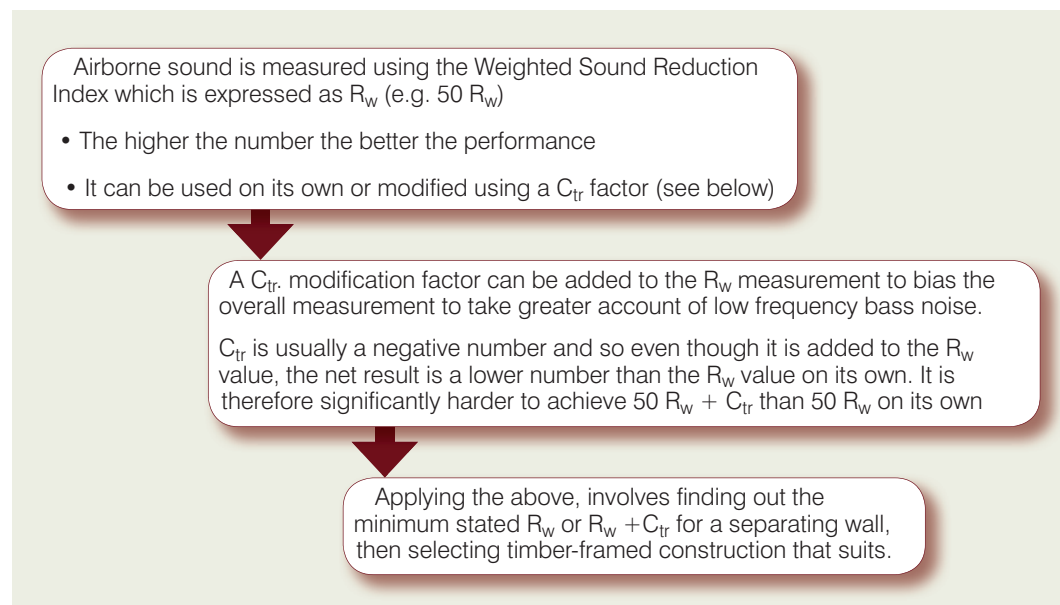 Airborne sound is measured using the Weighted Sound Reduction
Index which is expressed as Rw (e.g. 50 Rw)
• The higher the number the better the performance
• It can be used on its own or modified using a Ctr factor (see below)
A Ctr. modification factor can be added to the Rw measurement to bias the
overall measurement to take greater account of low frequency bass noise.
Ctr is usually a negative number and so even though it is added to the Rw
value, the net result is a lower number than the Rw value on its own. It is
therefore significantly harder to achieve 50 Rw + Ctr than 50 Rw on its own
Applying the above, involves finding out the
minimum stated Rw or Rw +Ctr for a separating wall,
then selecting timber-framed construction that suits.